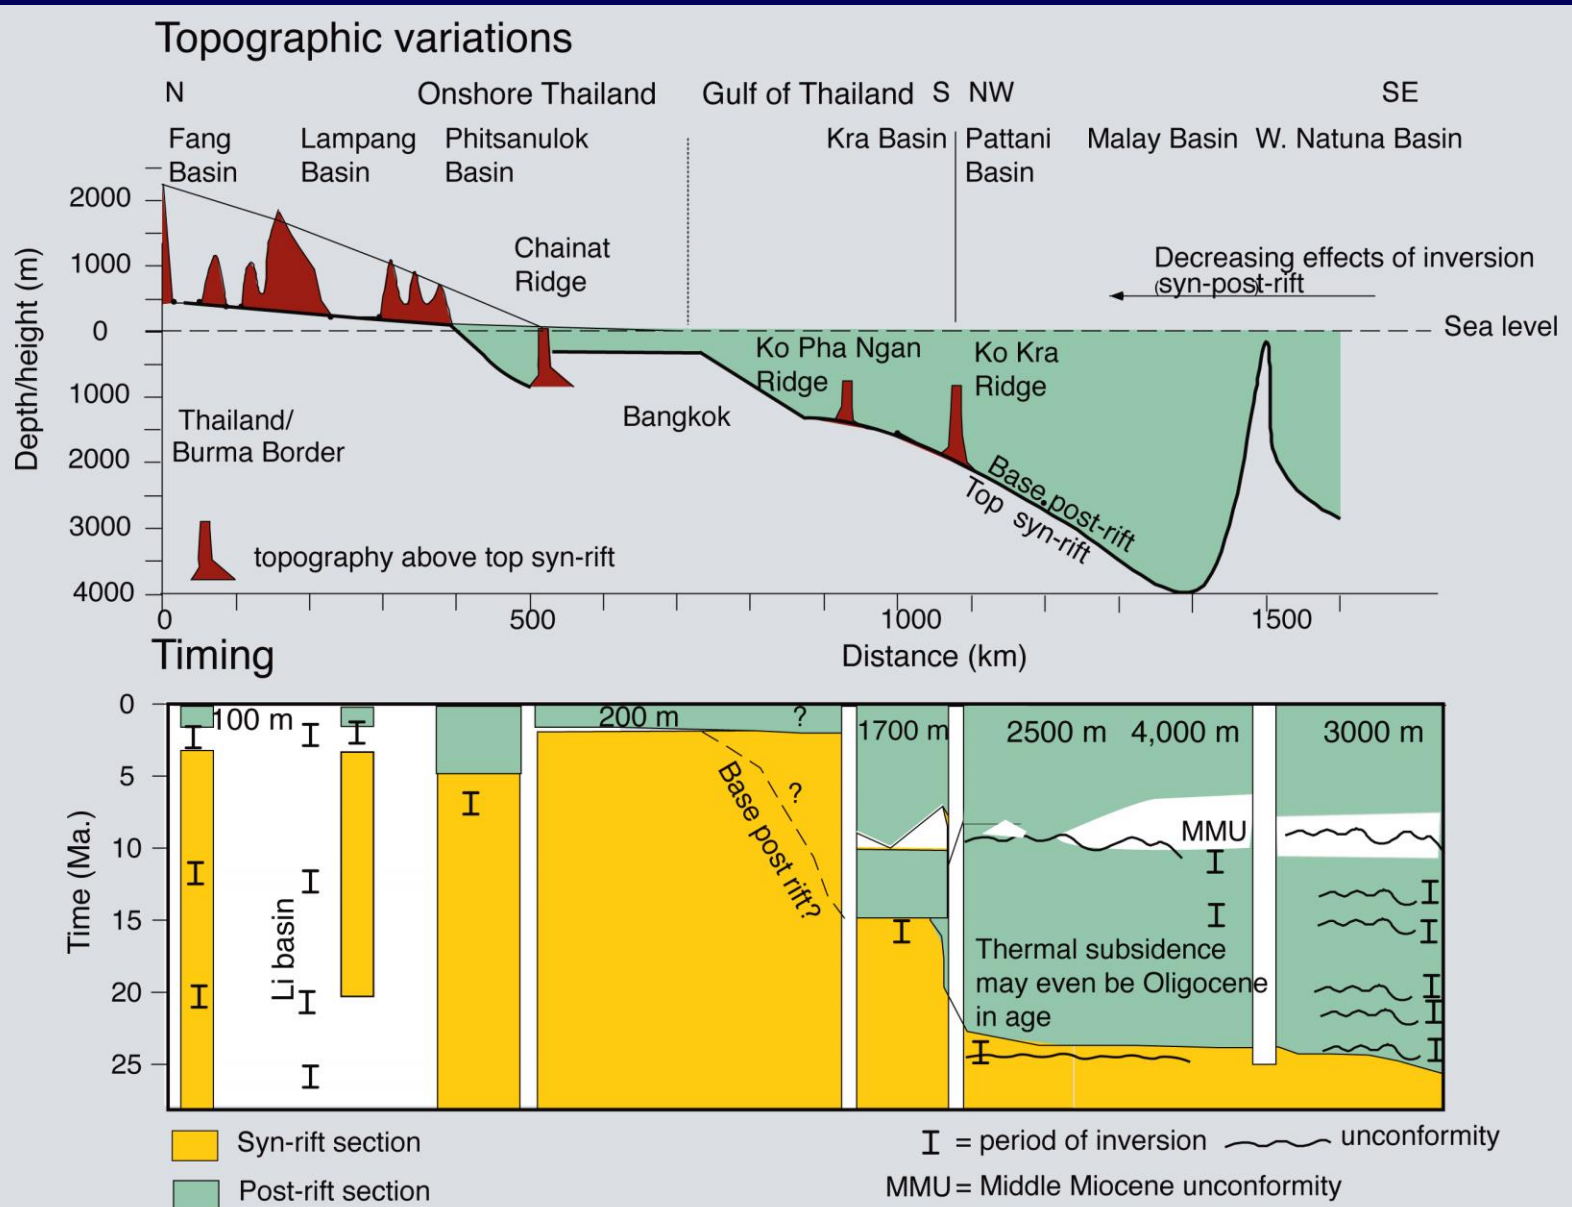 Topographic variations
N Onshore Thailand Gulf of Thailand S NW SE
Fang Basin
Lampang Basin
Phitsanulok Basin
Kra Basin
Pattani Basin
Malay Basin
W. Natuna Basin
Depth/height (m)
2000
1000
0
1000
2000
3000
4000
Chainat
Ridge
Decreasing effects of inversion
(syn-post)-rift
Sea level
Ko Pha Ngan
Ridge
Ko Kra
Ridge
Thailand/
Burma Border
Bangkok
Base post-rift
Top syn-rift
topography above top syn-rift
0 500 1000 1500
Distance (km)
Timing
Time (Ma.)
0
5
10
15
20
25
100 m
200 m
?
1700 m
2500 m
4,000 m
3000 m
I
I
I
I
I
I
I
I
I
Li basin
Base post rift?
?
I
I
MMU
I
I
Thermal subsidence
may even be Oligocene
in age
I
I
I
I
I
I
Syn-rift section
Post-rift section
I = period of inversion
unconformity
MMU = Middle Miocene unconformity